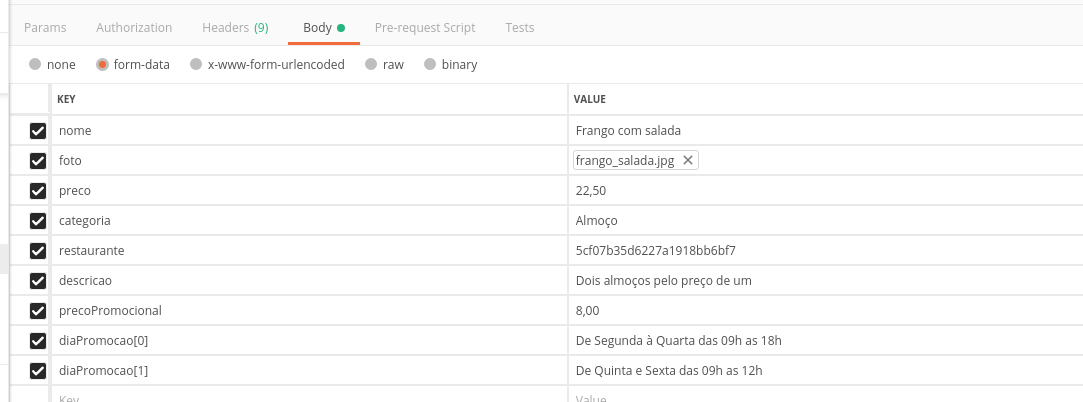 Params Authorization Headers (9) Body Pre-request Script Tests
none form-data x-www-form-urlencoded raw binary
KEY VALUE
nome Frango com salada
foto frango_salada.jpg
preco 22,50
categoria Almoço
restaurante 5cf07b35d6227a1918bb6bf7
descricao Dois almoços pelo preço de um
precoPromocional 8,00
diaPromocao[0] De Segunda à Quarta das 09h as 18h
diaPromocao[1] De Quinta e Sexta das 09h as 12h
Key Value